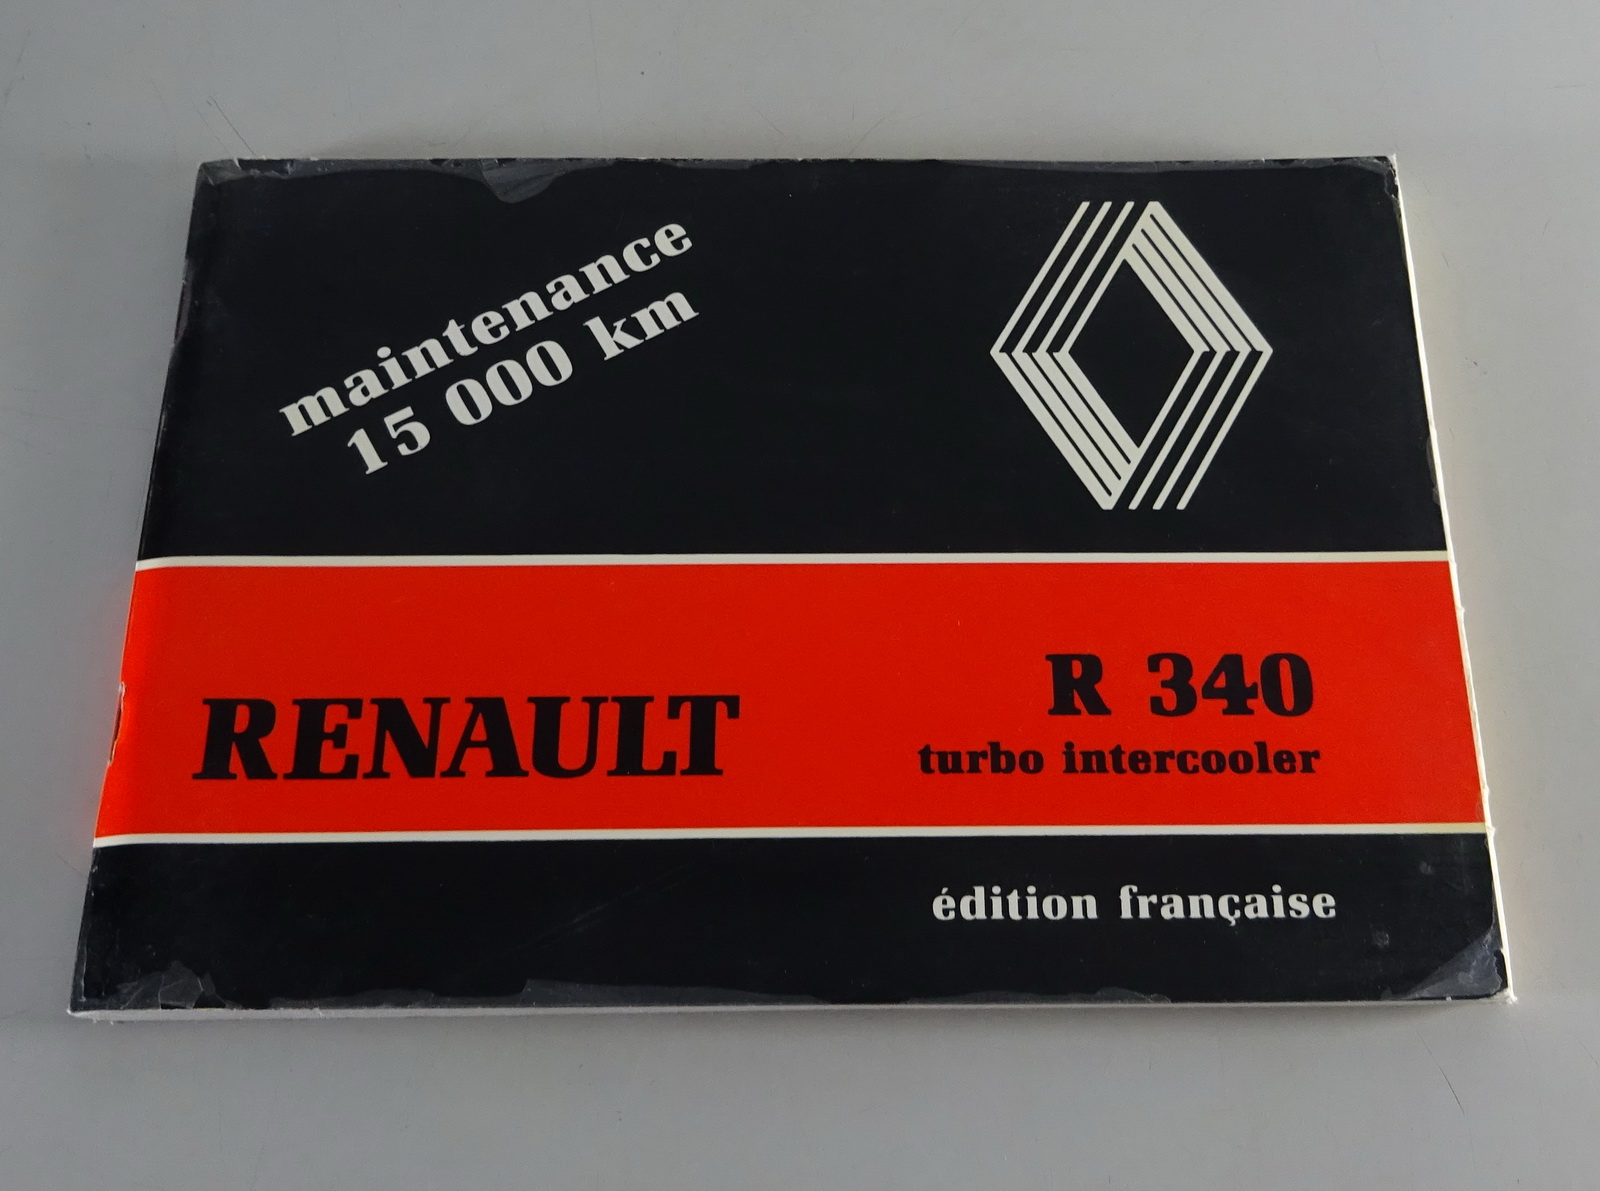 maintenance
15 000 km
RENAULT
R 340
turbo intercooler
édition française